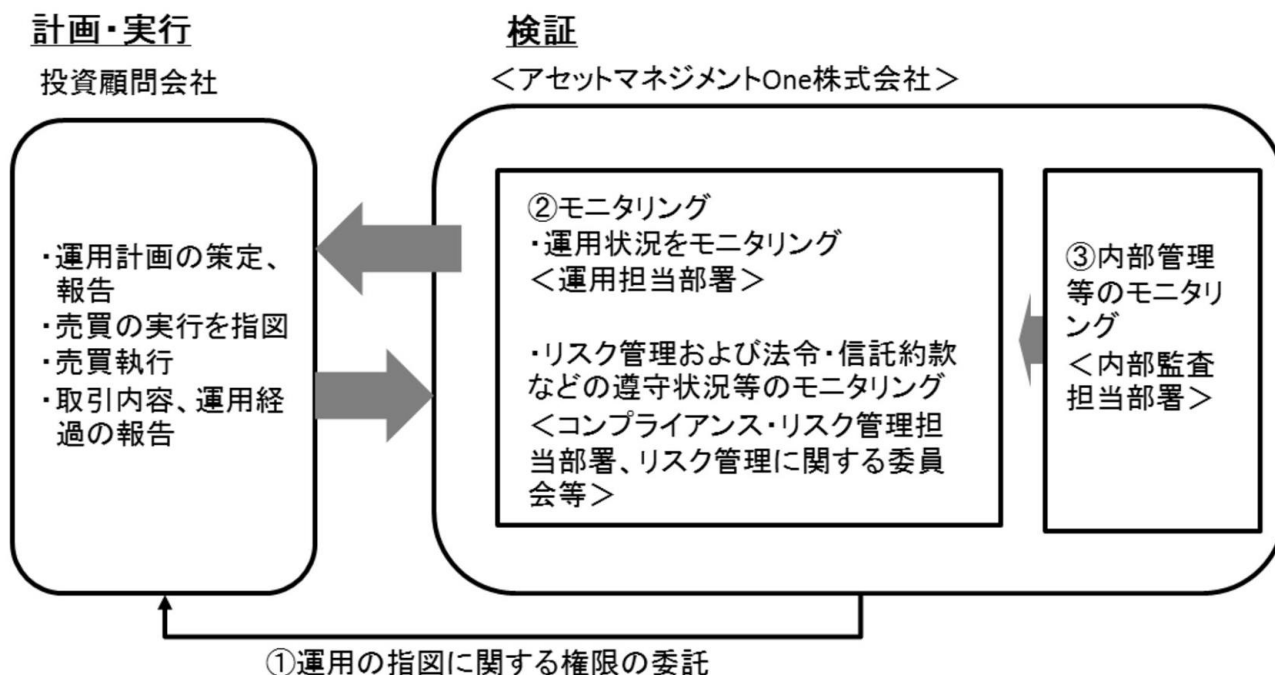 計画・実行
投資顧問会社
・運用計画の策定、
報告
・売買の実行を指図
・売買執行
・取引内容、運用経
過の報告
検証
＜アセットマネジメントOne株式会社＞
②モニタリング
・運用状況をモニタリング
＜運用担当部署＞
・リスク管理および法令・信託約款
などの遵守状況等のモニタリング
＜コンプライアンス・リスク管理担
当部署、リスク管理に関する委員
会等＞
③内部管理
等のモニタ
リング
＜内部監査
担当部署＞
①運用の指図に関する権限の委託